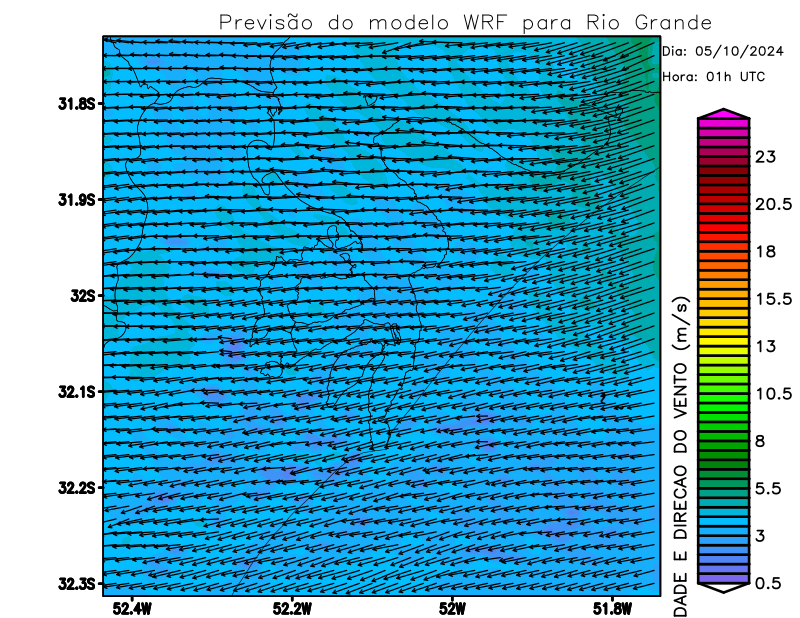 Previsão do modelo WRF para Rio Grande
Dia: 05/10/2024
Hora: 01h UTC
31.8S
31.9S
32S
32.1S
32.2S
32.3S
52.4W
52.2W
52W
51.8W
DADE E DIRECAO DO VENTO (m/s)
23
20.5
18
15.5
13
10.5
8
5.5
3
0.5